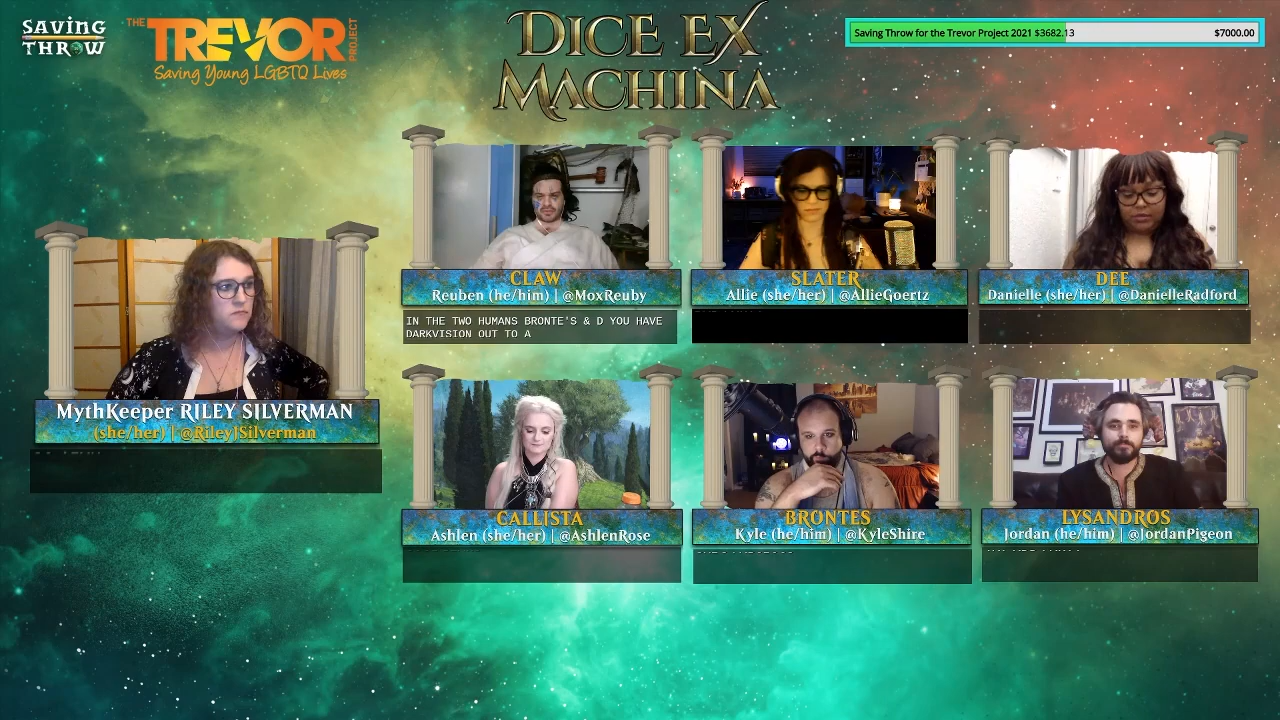 SAVING
THROW
THE
TREVOR
PROJECT
Saving Young LGBTQ Lives
DICE EX
MACHINA
Saving Throw for the Trevor Project 2021 $3682.13
$7000.00
CLAW
Reuben (he/him) | @MoxReuby
IN THE TWO HUMANS BRONTE'S & D YOU HAVE
DARKVISION OUT TO A
SLATER
Allie (she/her) | @AllieGoertz
DEE
Danielle (she/her) | @DanielleRadford
MythKeeper RILEY SILVERMAN
(she/her) | @RileyJSilverman
CALLISTA
Ashlen (she/her) | @AshlenRose
BRONTES
Kyle (he/him) | @KyleShire
LYSANDROS
Jordan (he/him) | @JordanPigeon